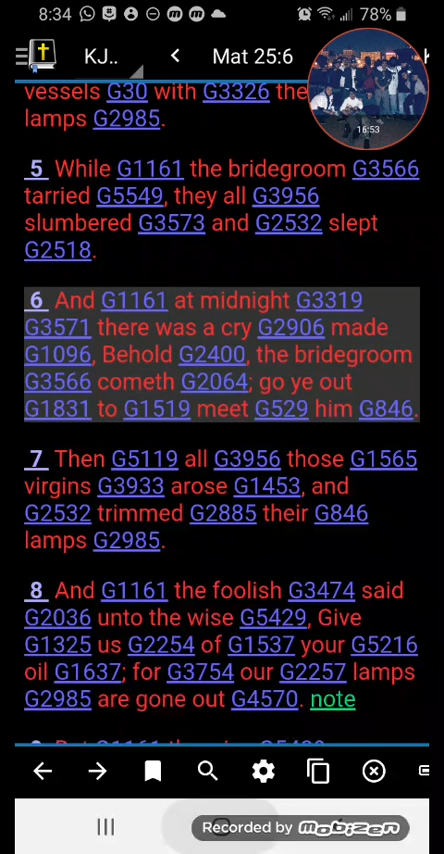 8:34 78%
KJ.. < Mat 25:6
16:53
vessels G30 with G3326 the
lamps G2985.
5 While G1161 the bridegroom G3566
tarried G5549, they all G3956
slumbered G3573 and G2532 slept
G2518.
6 And G1161 at midnight G3319
G3571 there was a cry G2906 made
G1096, Behold G2400, the bridegroom
G3566 cometh G2064; go ye out
G1831 to G1519 meet G529 him G846.
7 Then G5119 all G3956 those G1565
virgins G3933 arose G1453, and
G2532 trimmed G2885 their G846
lamps G2985.
8 And G1161 the foolish G3474 said
G2036 unto the wise G5429, Give
G1325 us G2254 of G1537 your G5216
oil G1637; for G3754 our G2257 lamps
G2985 are gone out G4570. note
Recorded by mobizen